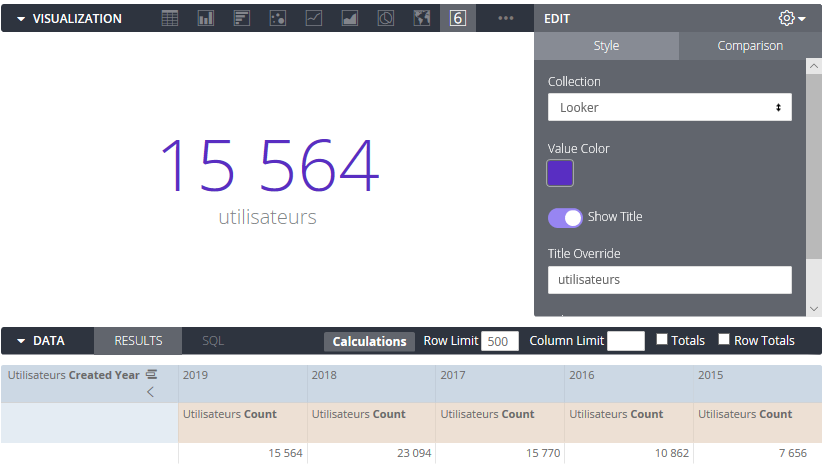 VISUALIZATION
6
EDIT
Style
Comparison
Collection
Looker
Value Color
Show Title
Title Override
utilisateurs
15 564
utilisateurs
DATA
RESULTS
SQL
Calculations
Row Limit 500
Column Limit
Totals
Row Totals
Utilisateurs Created Year
2019
2018
2017
2016
2015
Utilisateurs Count
Utilisateurs Count
Utilisateurs Count
Utilisateurs Count
Utilisateurs Count
15 564
23 094
15 770
10 862
7 656